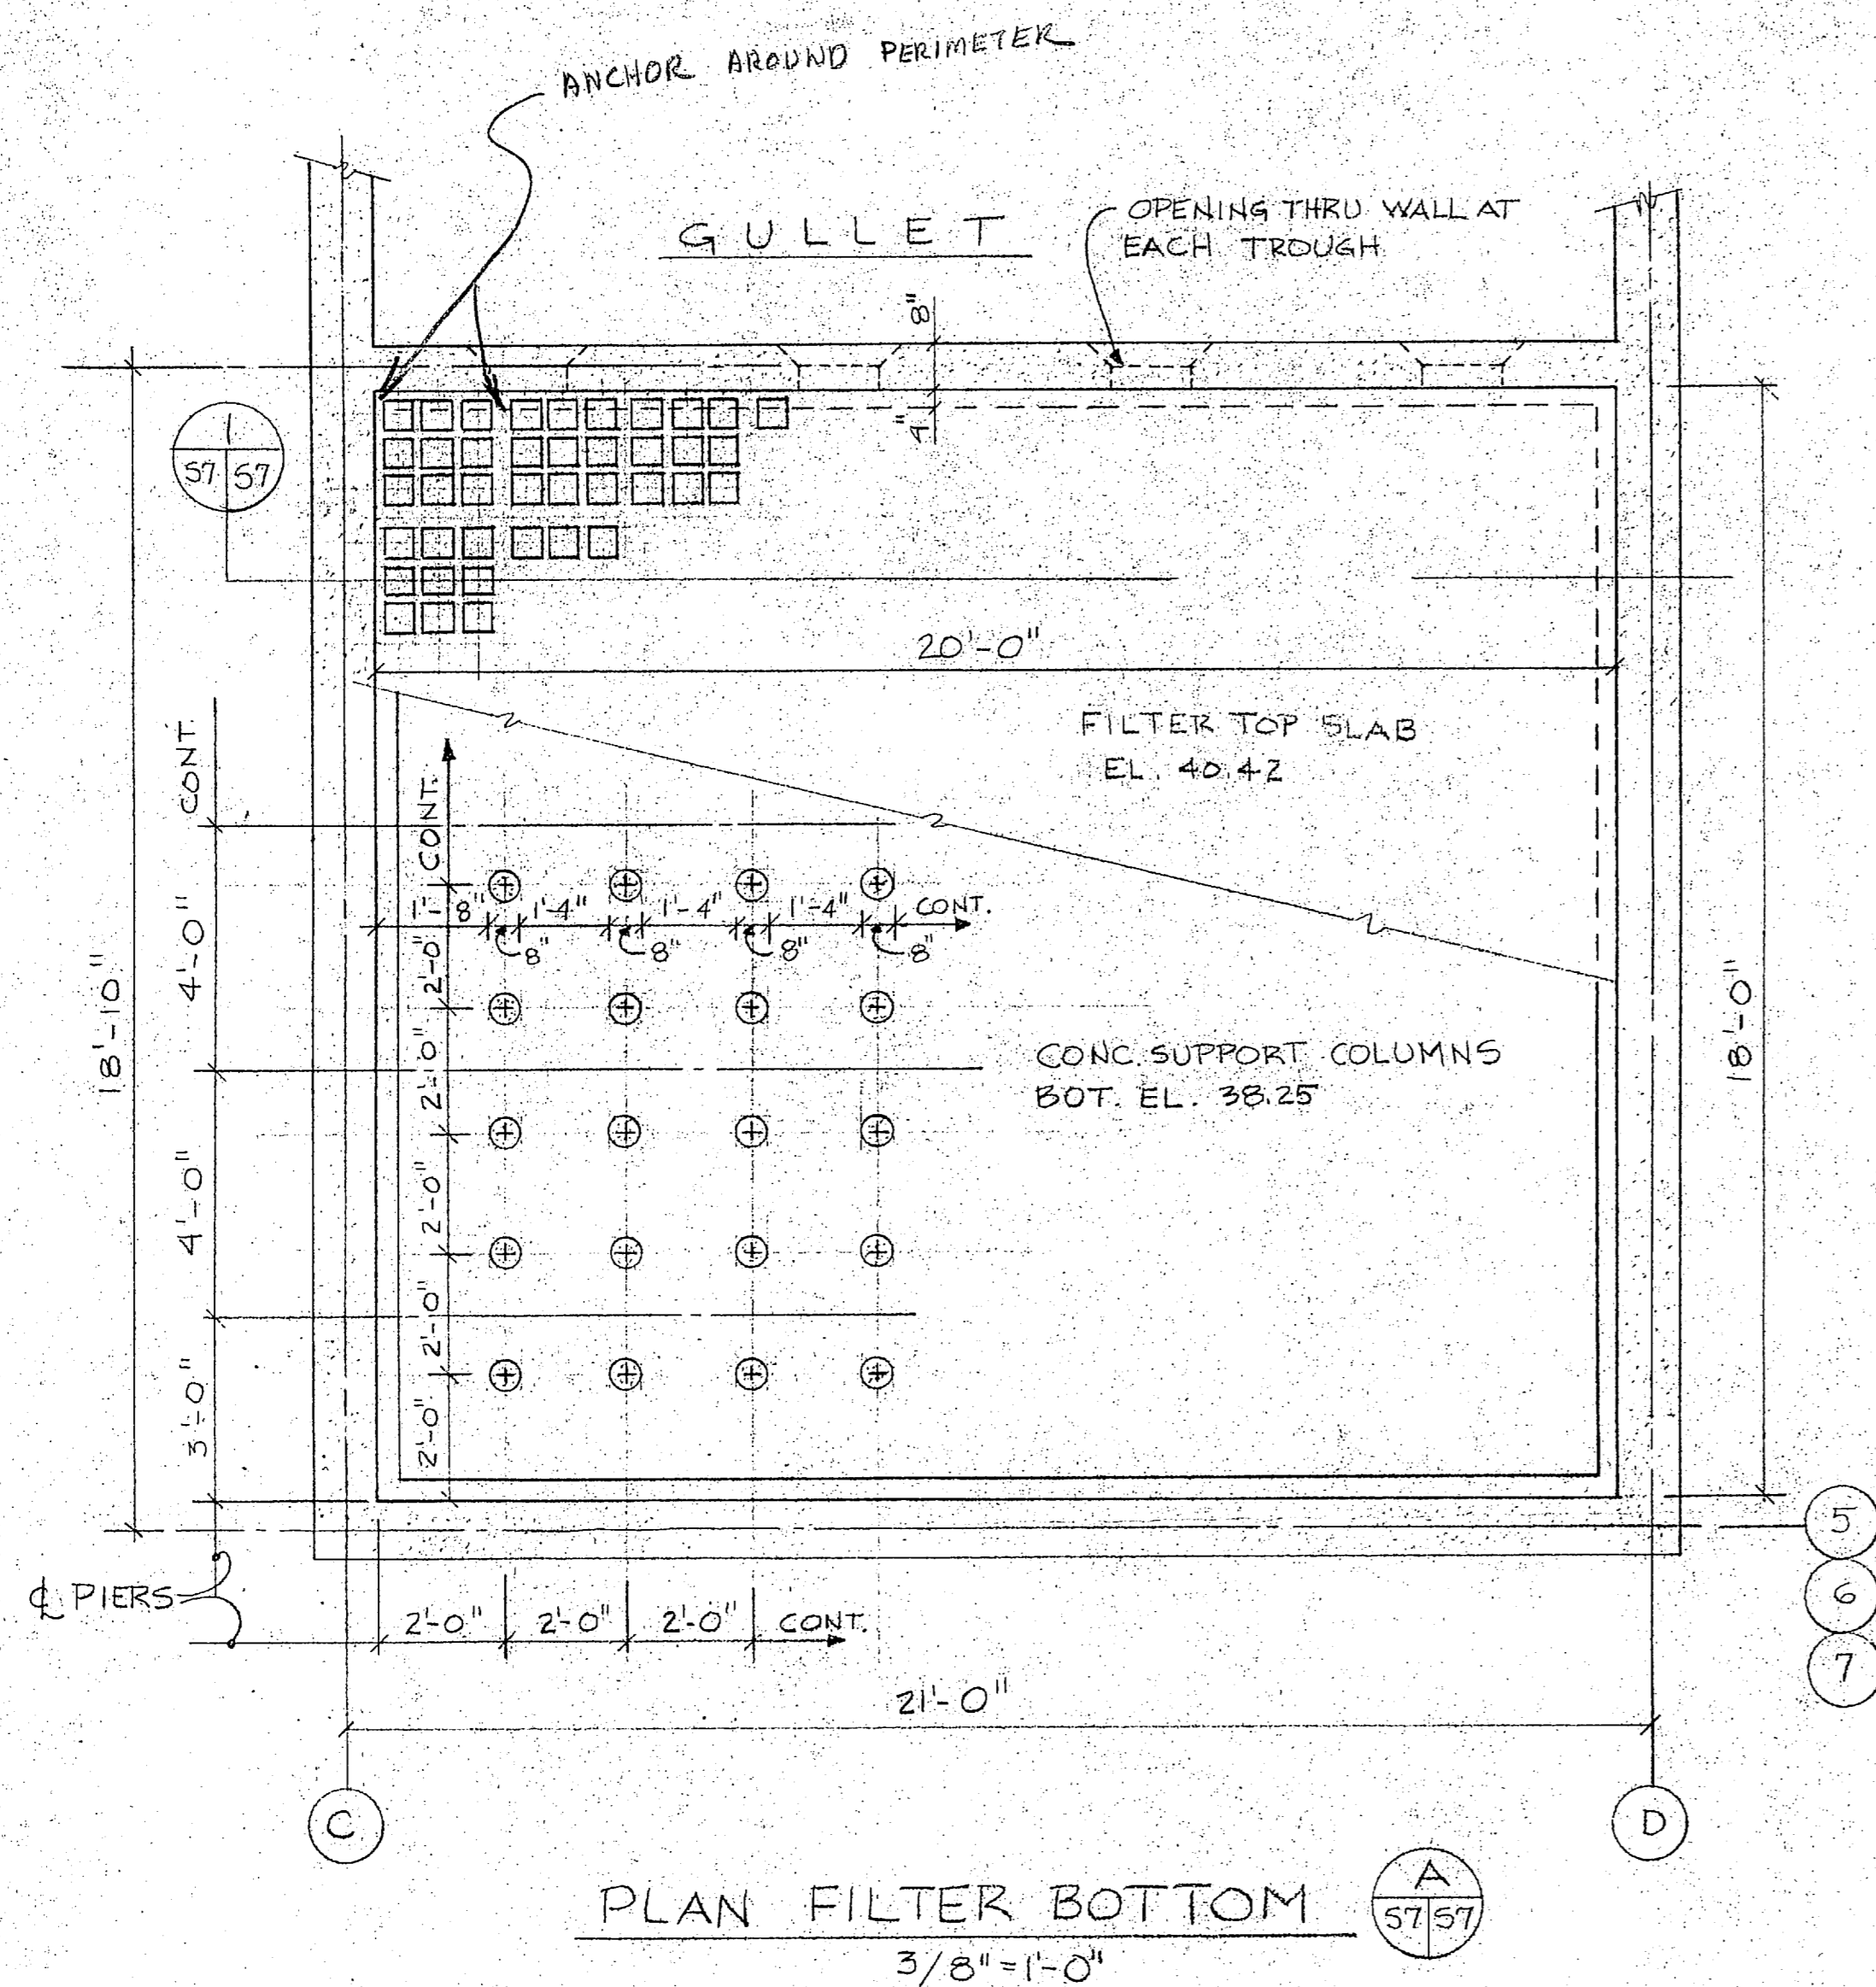 ANCHOR AROUND PERIMETER
GULLET
OPENING THRU WALL AT
EACH TROUGH
8"
4"
1
57 57
20'-0"
FILTER TOP SLAB
EL. 40.42
CONT.
CONT.
1'-8" 1'-4" 1'-4" 1'-4" CONT.
8" 8" 8" 8"
4'-0"
2'-0"
18'-10"
18'-0"
2'-0"
CONC. SUPPORT COLUMNS
BOT. EL. 38.25
4'-0"
2'-0"
2'-0"
3'-0"
2'-0"
5
6
7
℄ PIERS
2'-0" 2'-0" 2'-0" CONT.
21'-0"
C
D
PLAN FILTER BOTTOM
A
57 57
3/8"=1'-0"